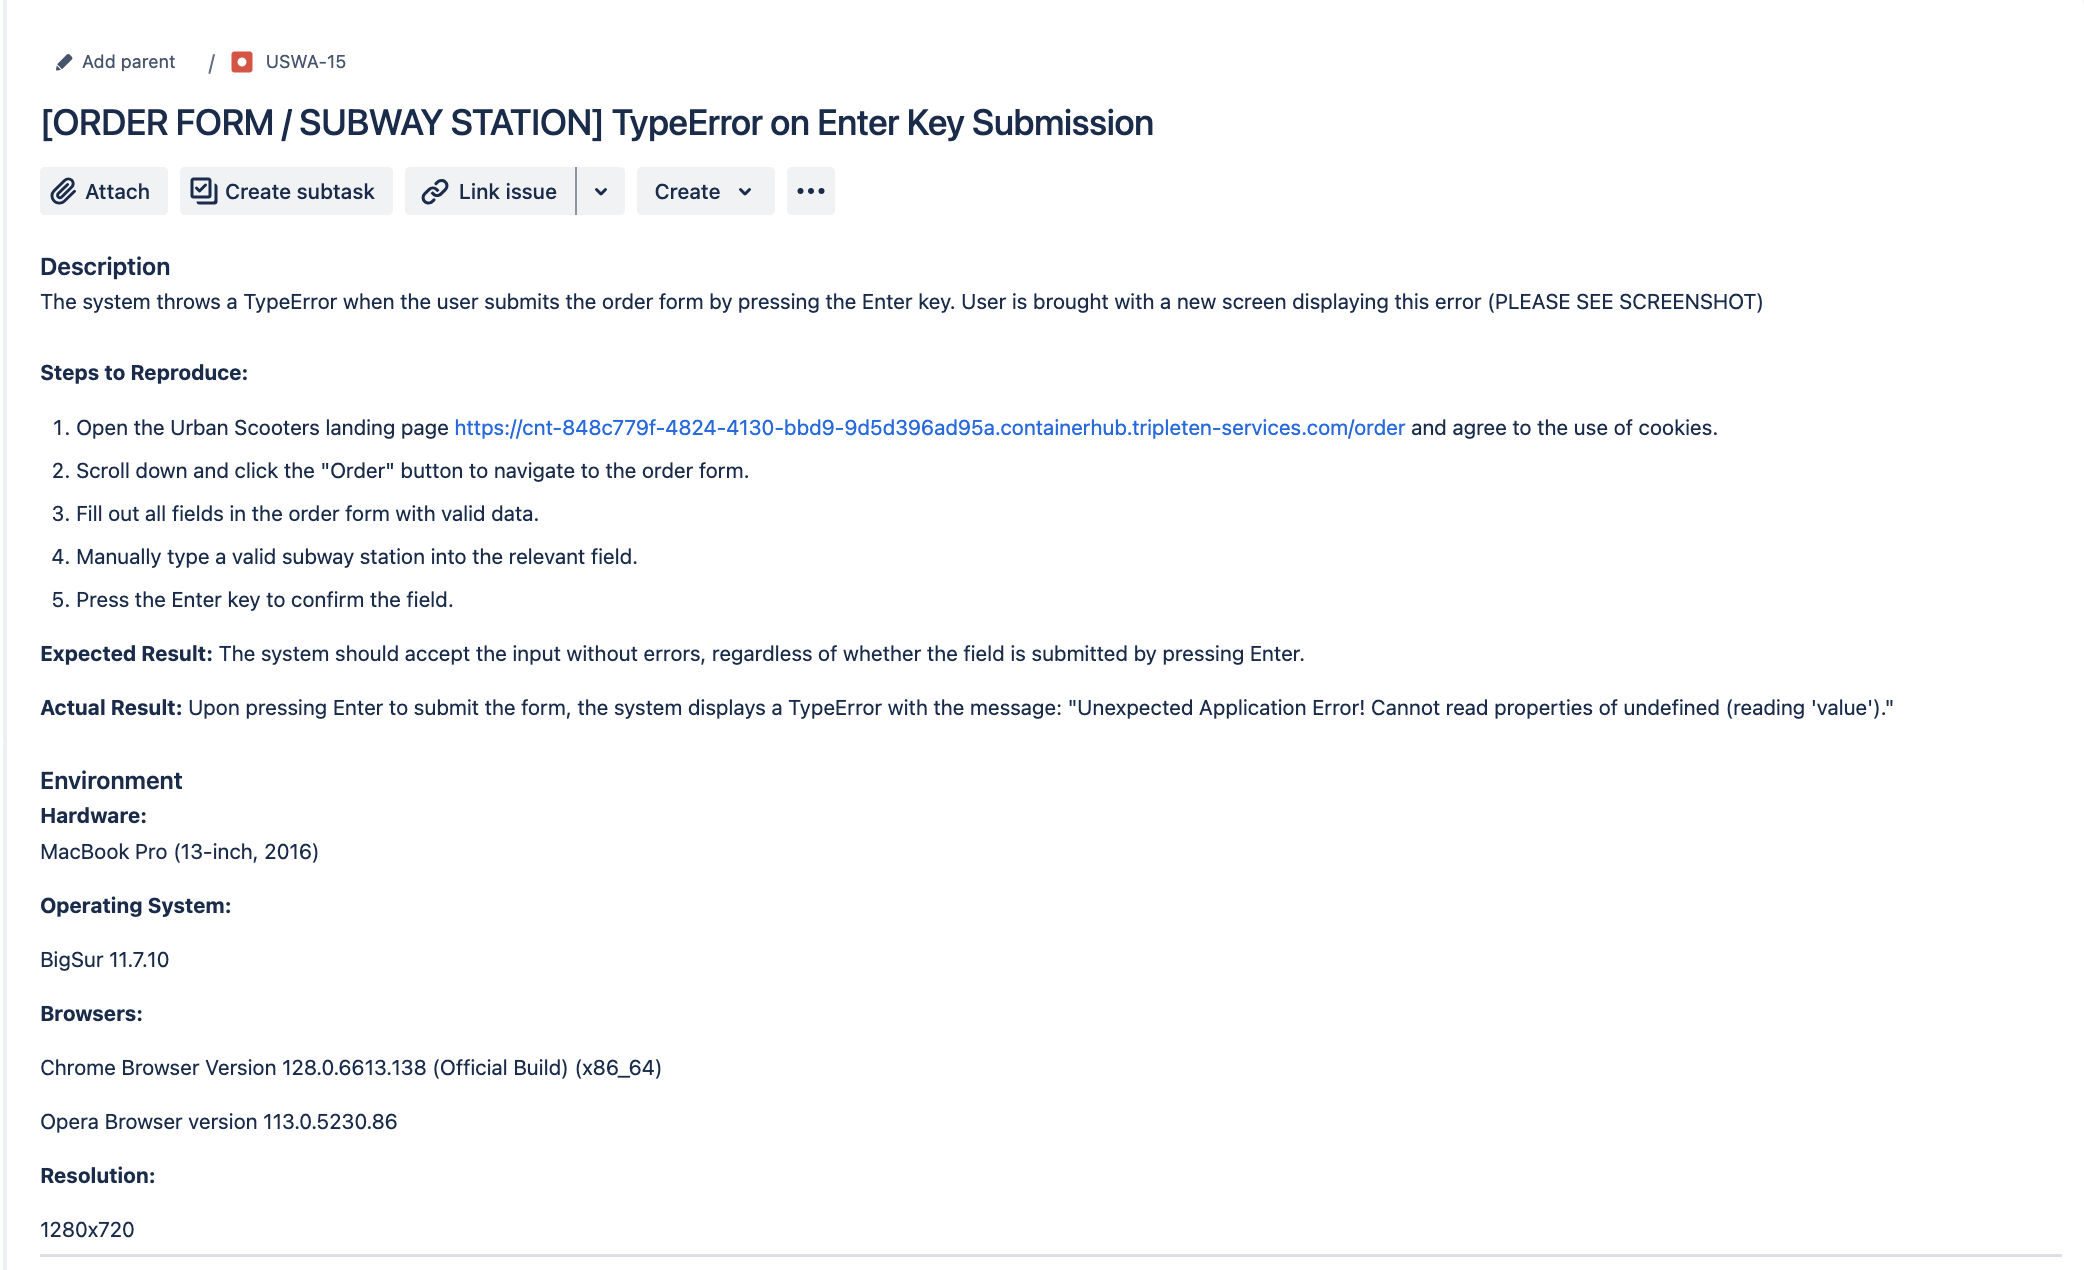 Add parent / USWA-15
[ORDER FORM / SUBWAY STATION] TypeError on Enter Key Submission
Attach Create subtask Link issue Create
Description
The system throws a TypeError when the user submits the order form by pressing the Enter key. User is brought with a new screen displaying this error (PLEASE SEE SCREENSHOT)
Steps to Reproduce:
1. Open the Urban Scooters landing page https://cnt-848c779f-4824-4130-bbd9-9d5d396ad95a.containerhub.tripleten-services.com/order and agree to the use of cookies.
2. Scroll down and click the "Order" button to navigate to the order form.
3. Fill out all fields in the order form with valid data.
4. Manually type a valid subway station into the relevant field.
5. Press the Enter key to confirm the field.
Expected Result: The system should accept the input without errors, regardless of whether the field is submitted by pressing Enter.
Actual Result: Upon pressing Enter to submit the form, the system displays a TypeError with the message: "Unexpected Application Error! Cannot read properties of undefined (reading 'value')."
Environment
Hardware:
MacBook Pro (13-inch, 2016)
Operating System:
BigSur 11.7.10
Browsers:
Chrome Browser Version 128.0.6613.138 (Official Build) (x86_64)
Opera Browser version 113.0.5230.86
Resolution:
1280x720